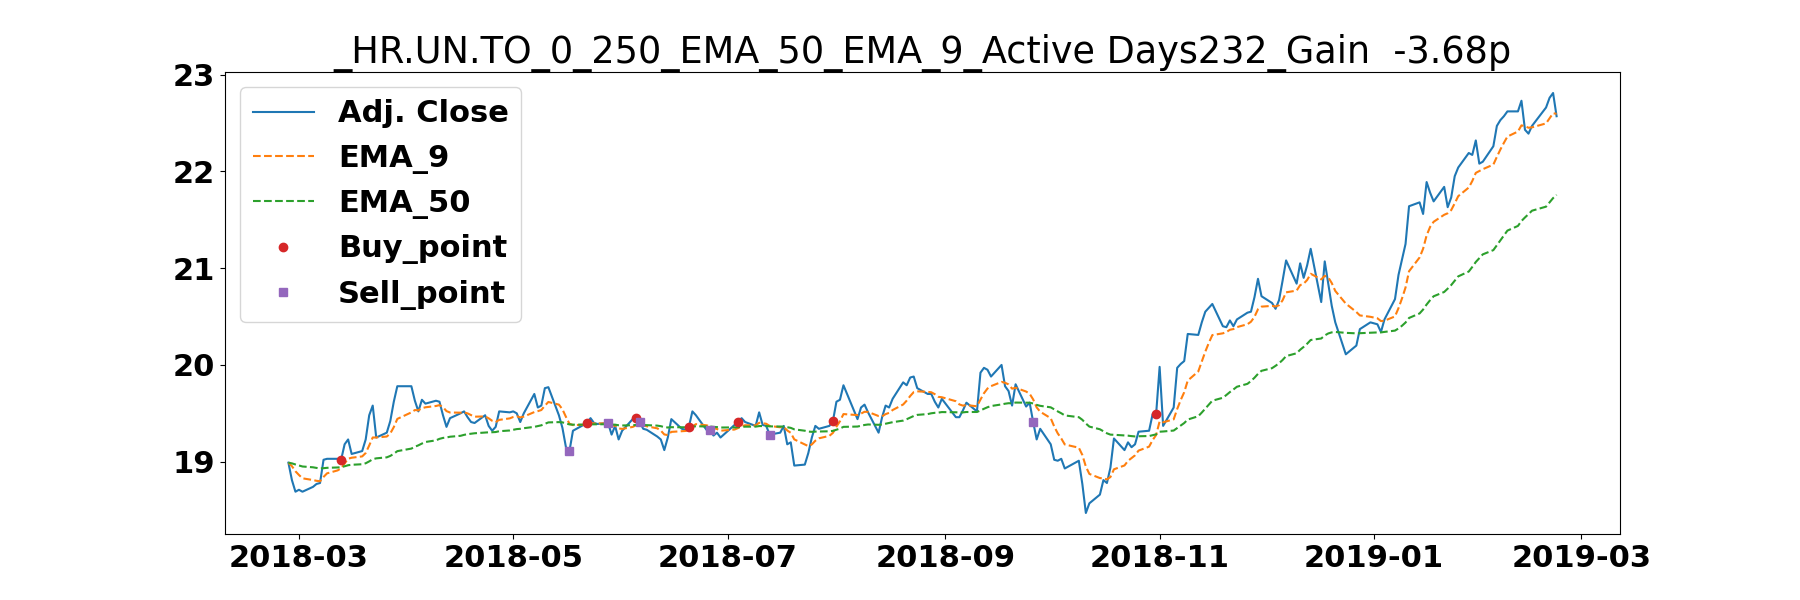 _HR.UN.TO_0_250_EMA_50_EMA_9_Active Days232_Gain  -3.68p
23
22
21
20
19
Adj. Close
EMA_9
EMA_50
Buy_point
Sell_point
2018-03 2018-05 2018-07 2018-09 2018-11 2019-01 2019-03